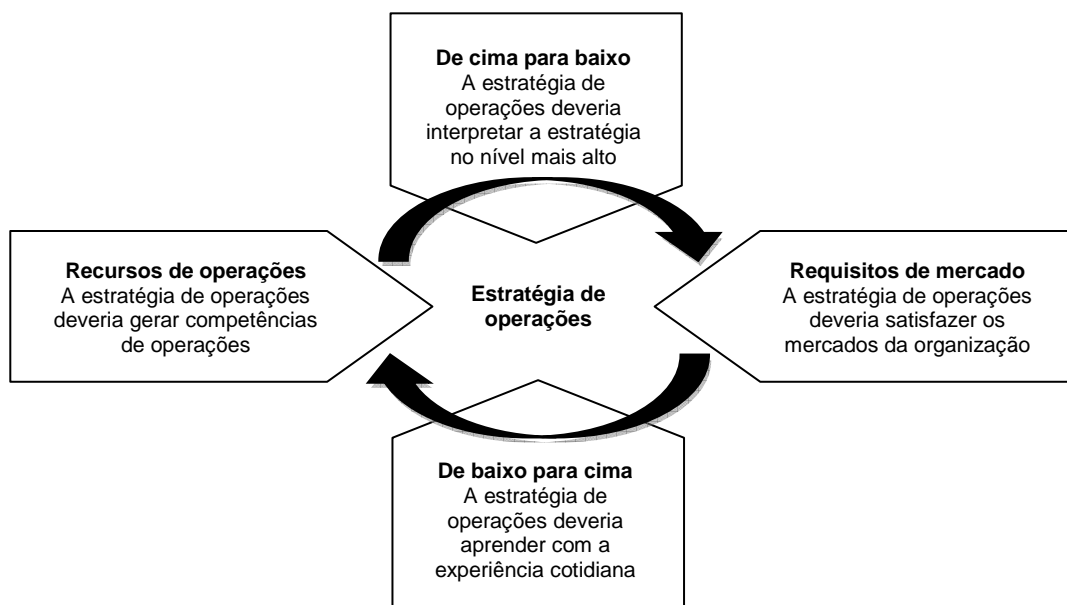 De cima para baixo
A estratégia de
operações deveria
interpretar a estratégia
no nível mais alto
Recursos de operações
A estratégia de operações
deveria gerar competências
de operações
Estratégia de
operações
Requisitos de mercado
A estratégia de operações
deveria satisfazer os
mercados da organização
De baixo para cima
A estratégia de
operações deveria
aprender com a
experiência cotidiana